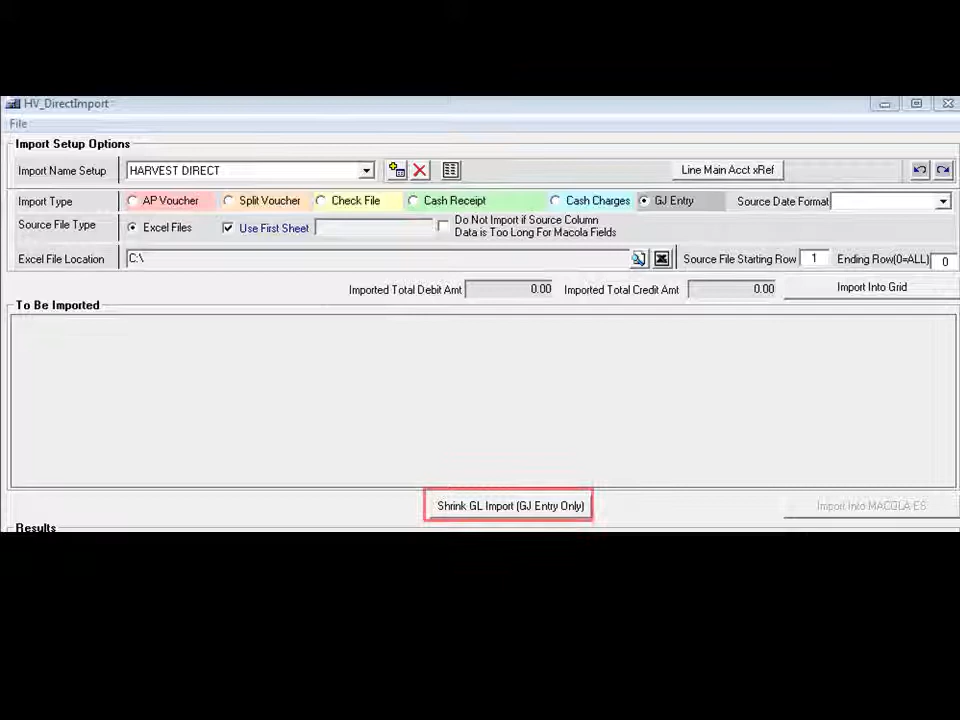 HV_DirectImport
File
Import Setup Options
Import Name Setup HARVEST DIRECT Line Main Acct xRef
Import Type AP Voucher Split Voucher Check File Cash Receipt Cash Charges GJ Entry Source Date Format
Source File Type Excel Files Use First Sheet Do Not Import if Source Column
Data is Too Long For Macola Fields
Excel File Location C:\ Source File Starting Row 1 Ending Row(0=ALL) 0
Imported Total Debit Amt 0.00 Imported Total Credit Amt 0.00 Import Into Grid
To Be Imported
Shrink GL Import (GJ Entry Only) Import Into MACOLA ES
Results